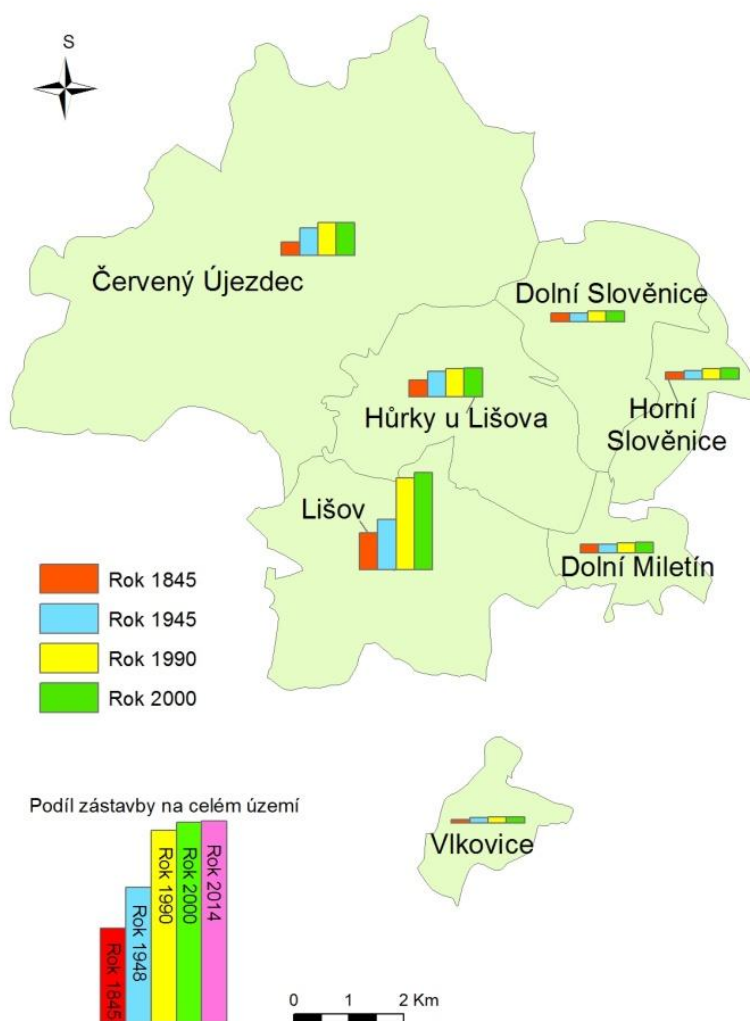 S
Červený Újezdec
Dolní Slověnice
Horní
Slověnice
Hůrky u Lišova
Lišov
Dolní Miletín
Rok 1845
Rok 1945
Rok 1990
Rok 2000
Vlkovice
Podíl zástavby na celém území
Rok 1845
Rok 1948
Rok 1990
Rok 2000
Rok 2014
0 1 2 Km